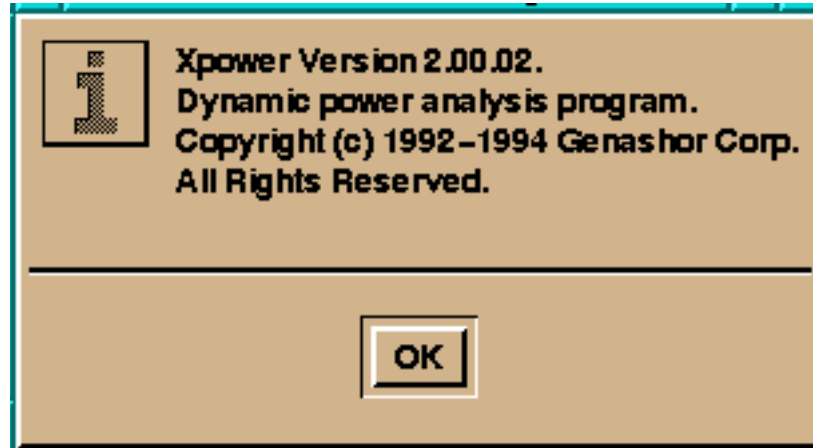 Xpower Version 2.00.02.
Dynamic power analysis program.
Copyright (c) 1992-1994 Genashor Corp.
All Rights Reserved.
OK